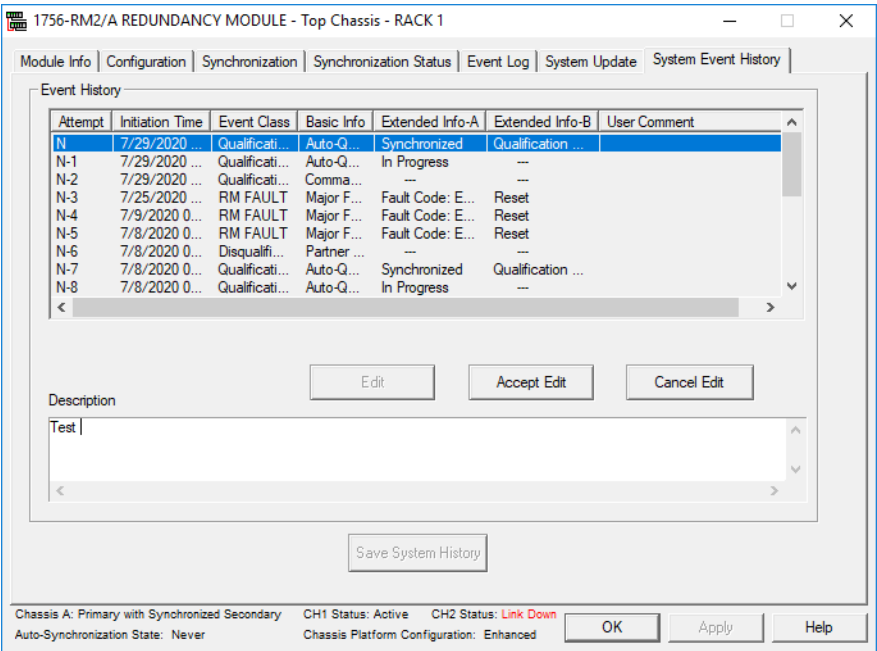 1756-RM2/A REDUNDANCY MODULE - Top Chassis - RACK 1
Module Info Configuration Synchronization Synchronization Status Event Log System Update System Event History
Event History
Attempt Initiation Time Event Class Basic Info Extended Info-A Extended Info-B User Comment
N 7/29/2020 ... Qualificati... Auto-Q... Synchronized Qualification ...
N-1 7/29/2020 ... Qualificati... Auto-Q... In Progress ---
N-2 7/29/2020 ... Qualificati... Comma... --- ---
N-3 7/25/2020 ... RM FAULT Major F... Fault Code: E... Reset
N-4 7/9/2020 0... RM FAULT Major F... Fault Code: E... Reset
N-5 7/8/2020 0... RM FAULT Major F... Fault Code: E... Reset
N-6 7/8/2020 0... Disqualifi... Partner ... --- ---
N-7 7/8/2020 0... Qualificati... Auto-Q... Synchronized Qualification ...
N-8 7/8/2020 0... Qualificati... Auto-Q... In Progress ---
Edit Accept Edit Cancel Edit
Description
Test
Save System History
Chassis A: Primary with Synchronized Secondary CH1 Status: Active CH2 Status: Link Down
Auto-Synchronization State: Never Chassis Platform Configuration: Enhanced
OK Apply Help